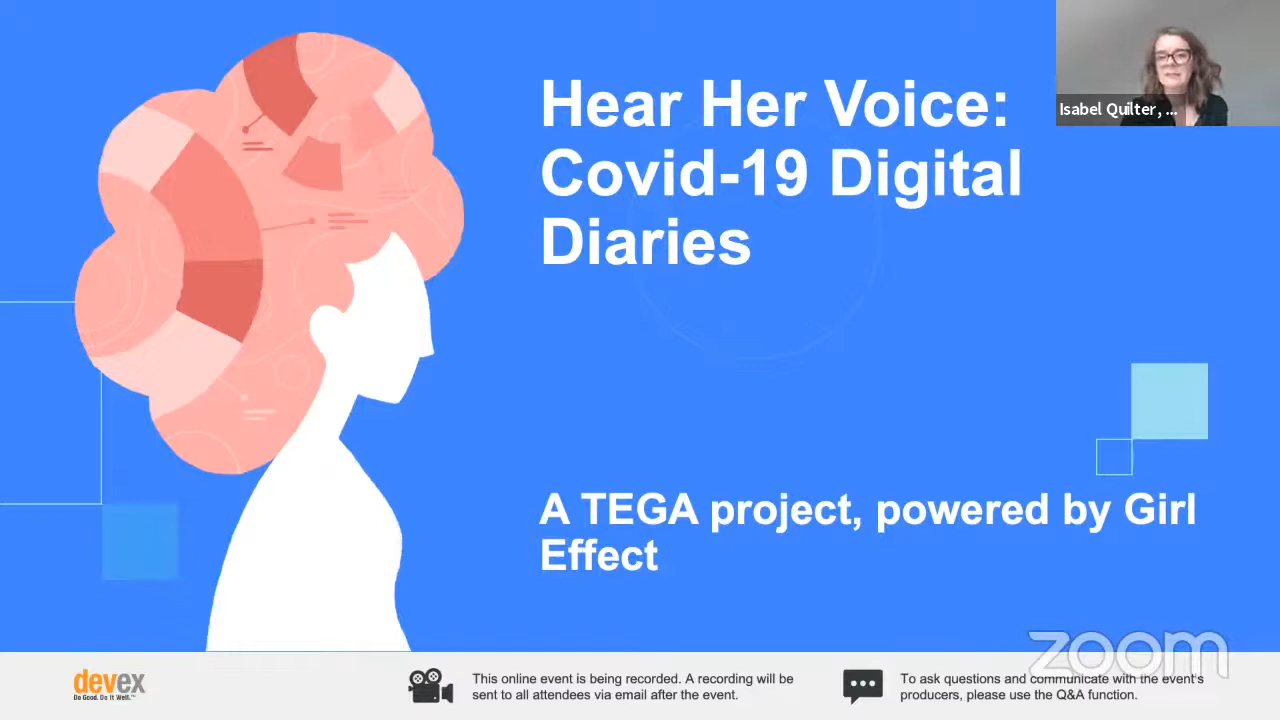 Hear Her Voice:
Covid-19 Digital
Diaries
Isabel Quilter, ...
A TEGA project, powered by Girl
Effect
zoom
devex
Do Good. Do It Well.™
This online event is being recorded. A recording will be
sent to all attendees via email after the event.
To ask questions and communicate with the event's
producers, please use the Q&A function.